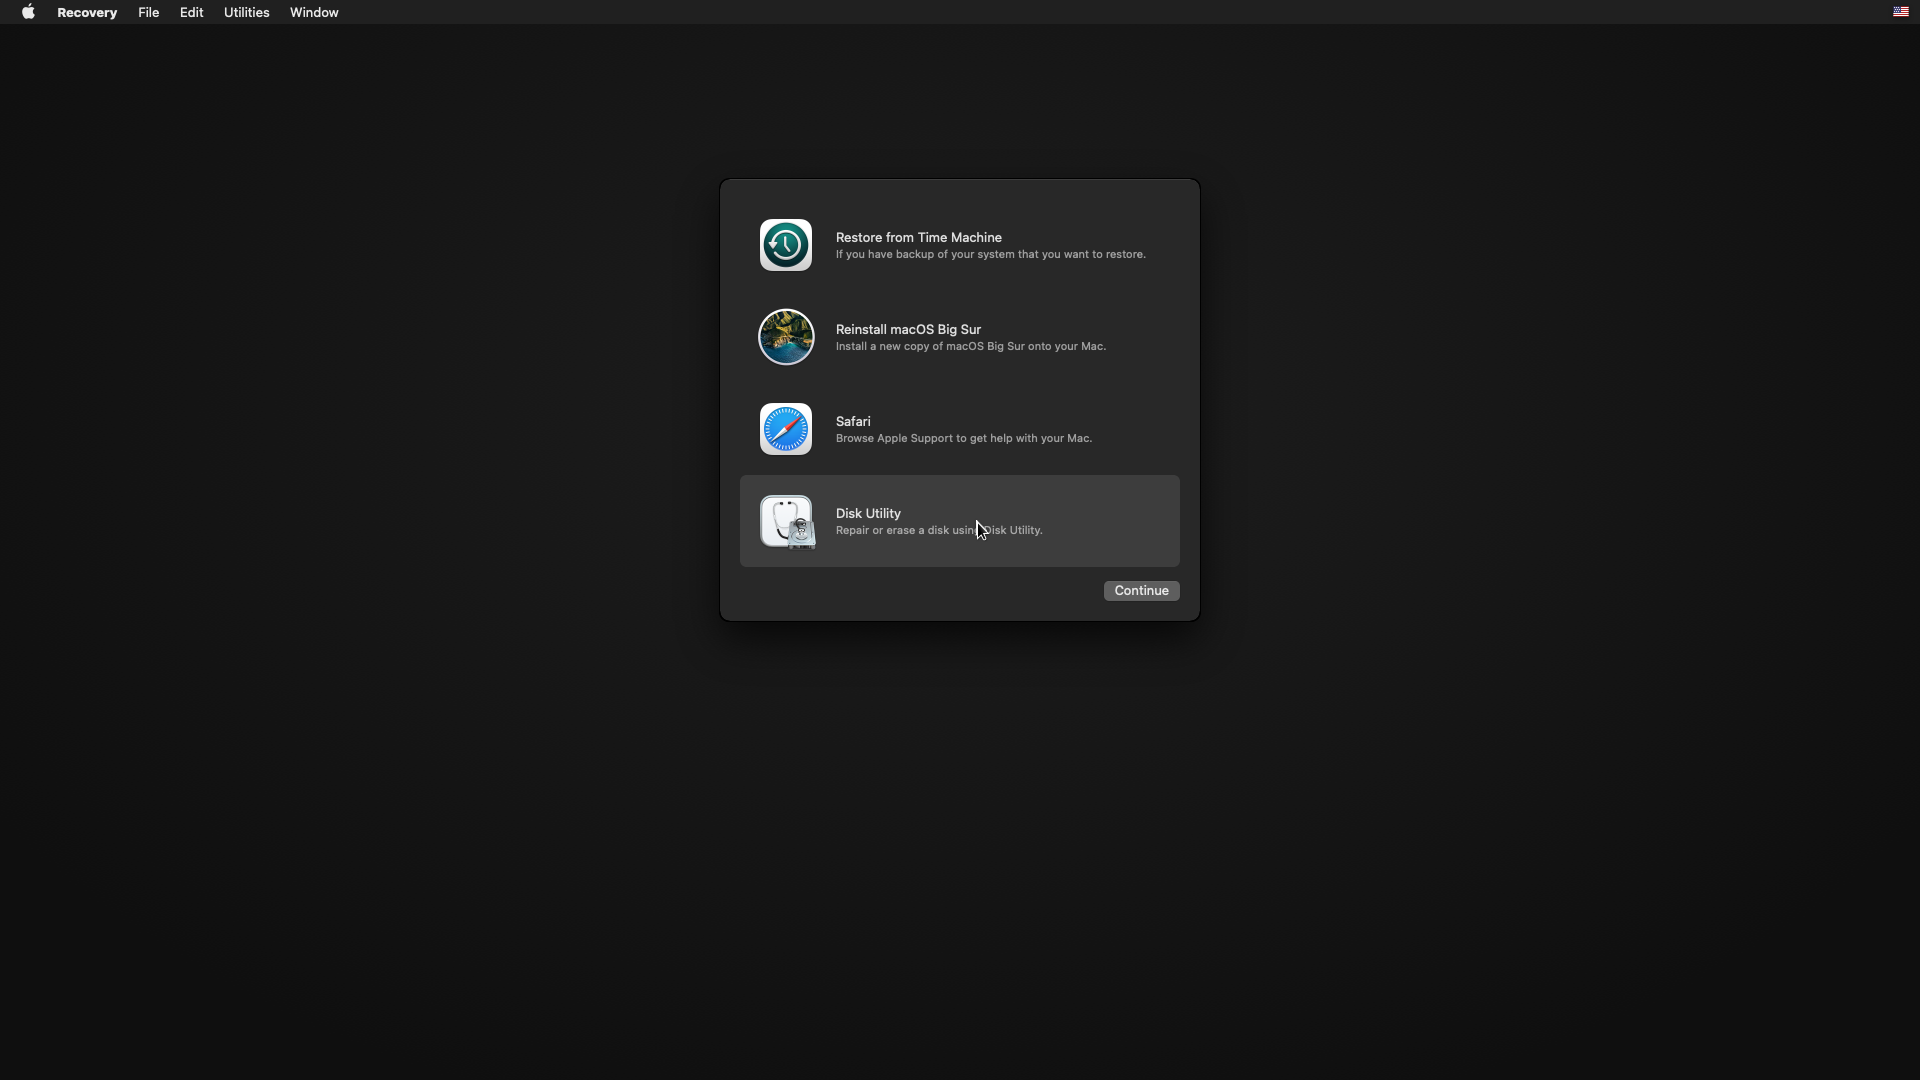 Recovery File Edit Utilities Window
Restore from Time Machine
If you have backup of your system that you want to restore.
Reinstall macOS Big Sur
Install a new copy of macOS Big Sur onto your Mac.
Safari
Browse Apple Support to get help with your Mac.
Disk Utility
Repair or erase a disk using Disk Utility.
Continue